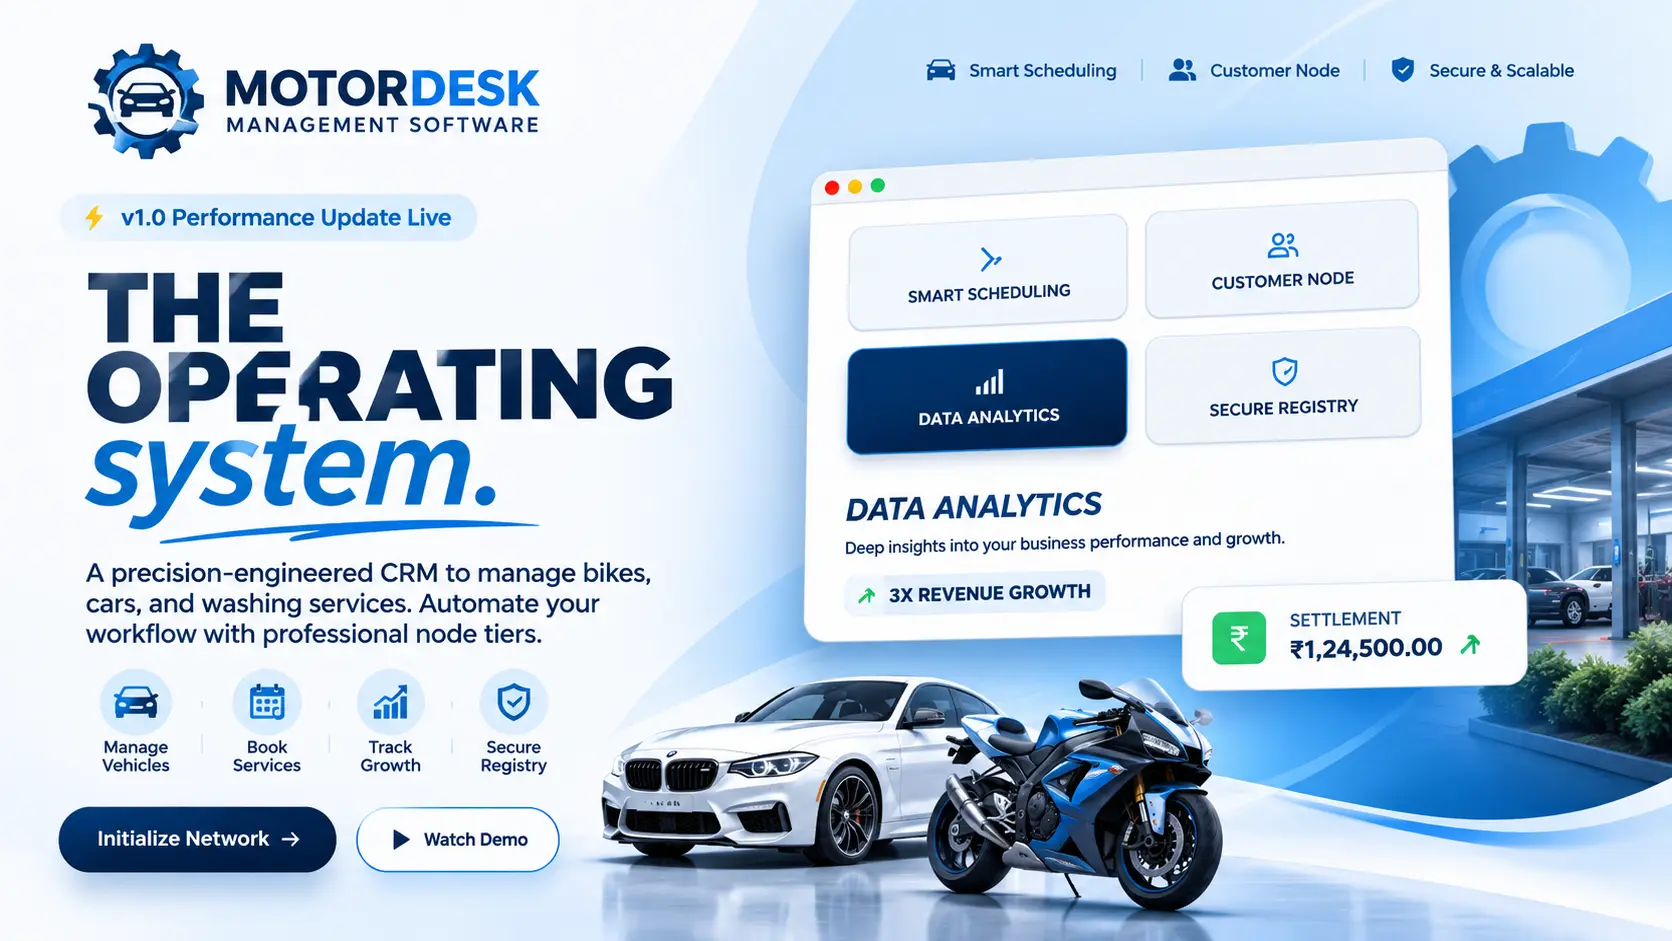 MOTORDESK
MANAGEMENT SOFTWARE
Smart Scheduling
Customer Node
Secure & Scalable
v1.0 Performance Update Live
THE
OPERATING
system.
A precision-engineered CRM to manage bikes,
cars, and washing services. Automate your
workflow with professional node tiers.
Manage
Vehicles
Book
Services
Track
Growth
Secure
Registry
Initialize Network →
Watch Demo
SMART SCHEDULING
CUSTOMER NODE
DATA ANALYTICS
SECURE REGISTRY
DATA ANALYTICS
Deep insights into your business performance and growth.
3X REVENUE GROWTH
₹
SETTLEMENT
₹1,24,500.00